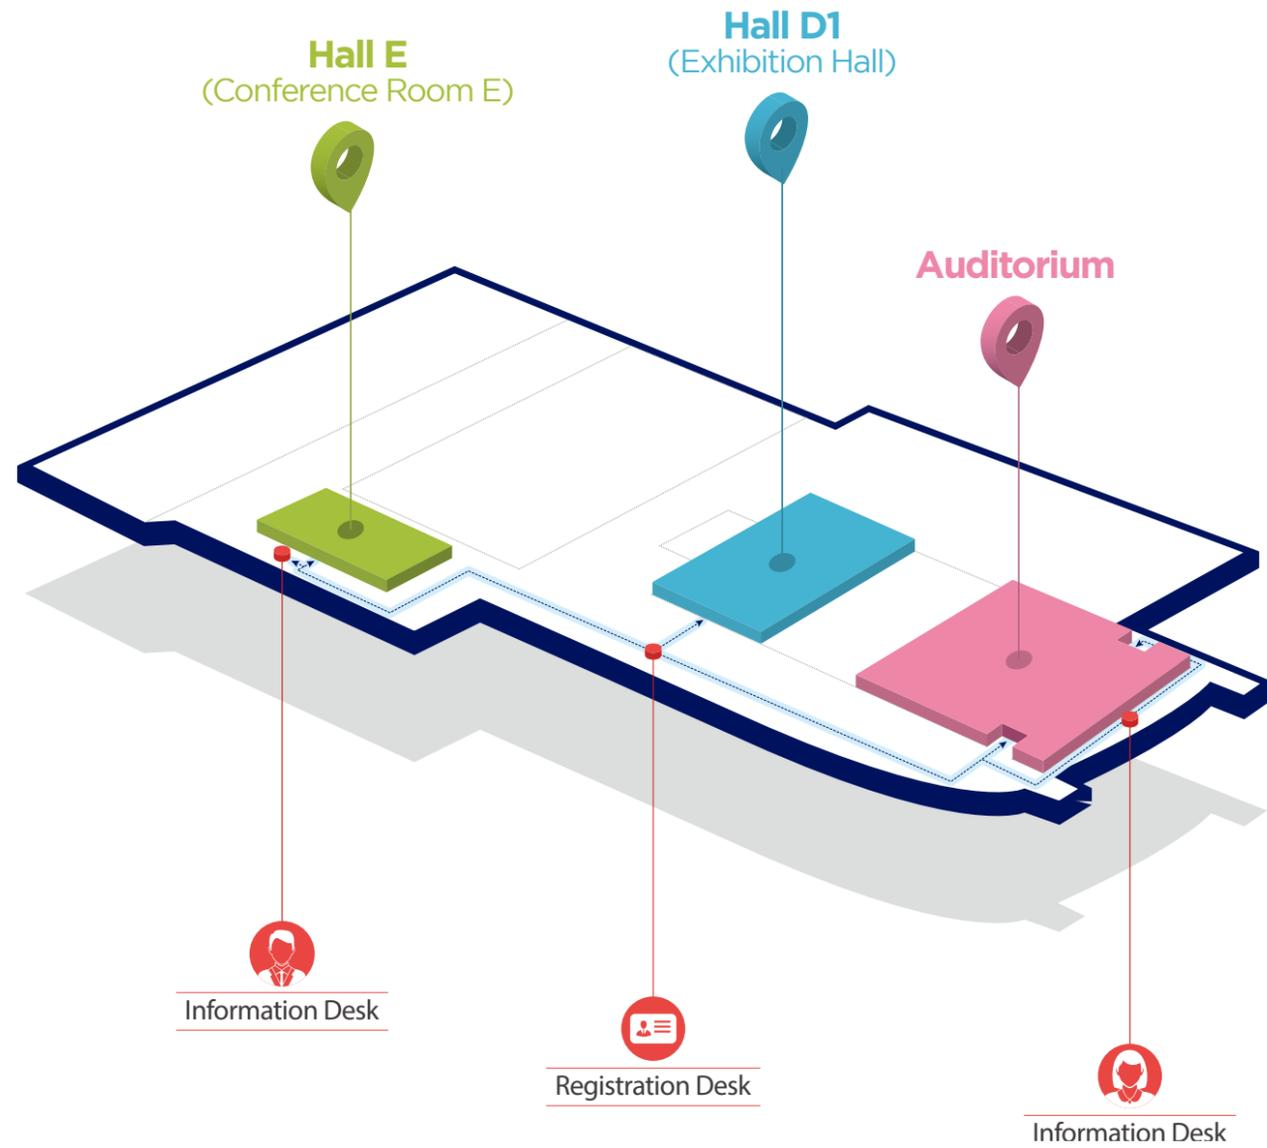 Hall E
(Conference Room E)
Hall D1
(Exhibition Hall)
Auditorium
Information Desk
Registration Desk
Information Desk